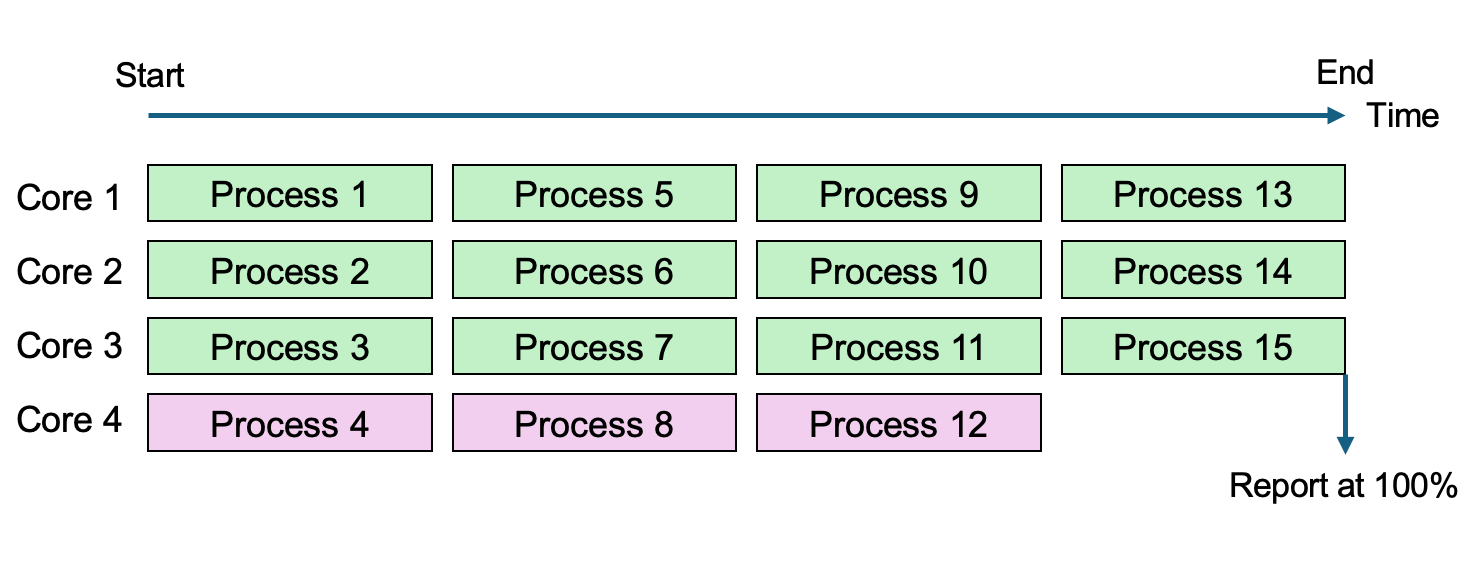 Start
End
Time
Core 1 Process 1 Process 5 Process 9 Process 13
Core 2 Process 2 Process 6 Process 10 Process 14
Core 3 Process 3 Process 7 Process 11 Process 15
Core 4 Process 4 Process 8 Process 12
Report at 100%